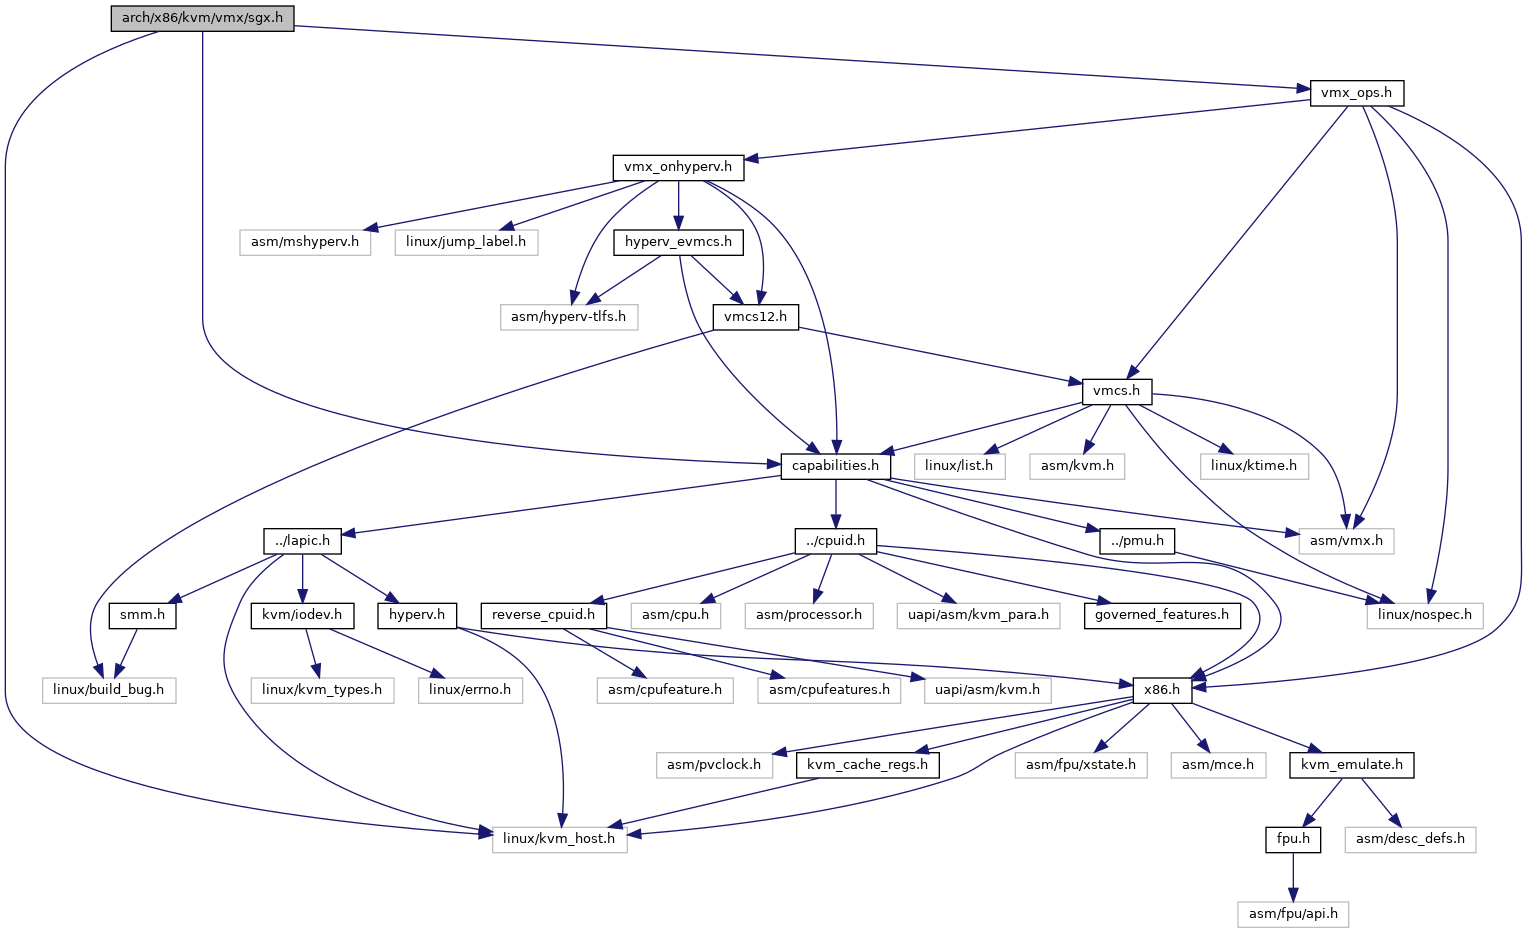 arch/x86/kvm/vmx/sgx.h
vmx_ops.h
vmx_onhyperv.h
asm/mshyperv.h
linux/jump_label.h
hyperv_evmcs.h
asm/hyperv-tlfs.h
vmcs12.h
vmcs.h
capabilities.h
linux/list.h
asm/kvm.h
linux/ktime.h
../lapic.h
../cpuid.h
../pmu.h
asm/vmx.h
smm.h
kvm/iodev.h
hyperv.h
reverse_cpuid.h
asm/cpu.h
asm/processor.h
uapi/asm/kvm_para.h
governed_features.h
linux/nospec.h
linux/build_bug.h
linux/kvm_types.h
linux/errno.h
asm/cpufeature.h
asm/cpufeatures.h
uapi/asm/kvm.h
x86.h
asm/pvclock.h
kvm_cache_regs.h
asm/fpu/xstate.h
asm/mce.h
kvm_emulate.h
linux/kvm_host.h
fpu.h
asm/desc_defs.h
asm/fpu/api.h